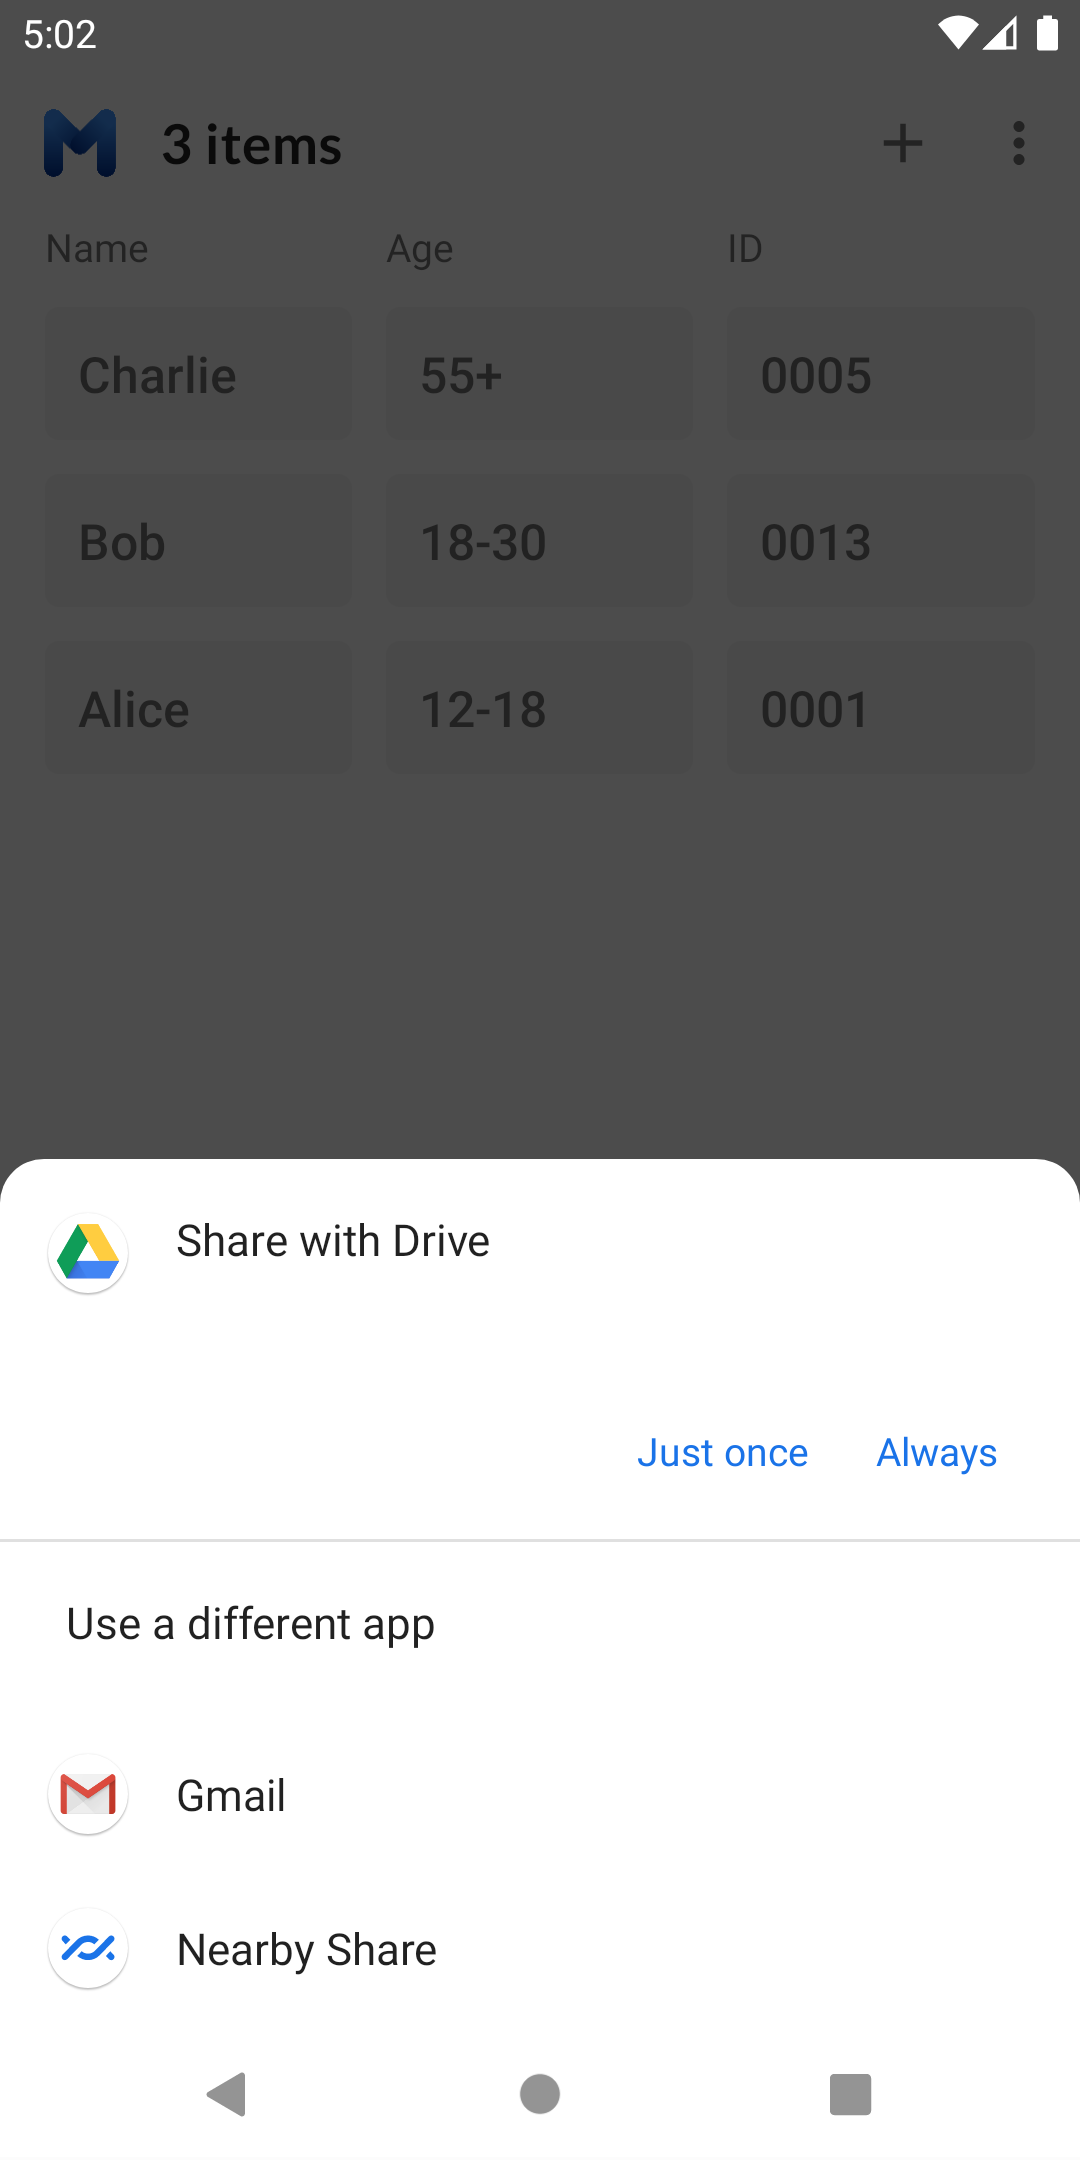 5:02
3 items
Name Age ID
Charlie 55+ 0005
Bob 18-30 0013
Alice 12-18 0001
Share with Drive
Just once Always
Use a different app
Gmail
Nearby Share